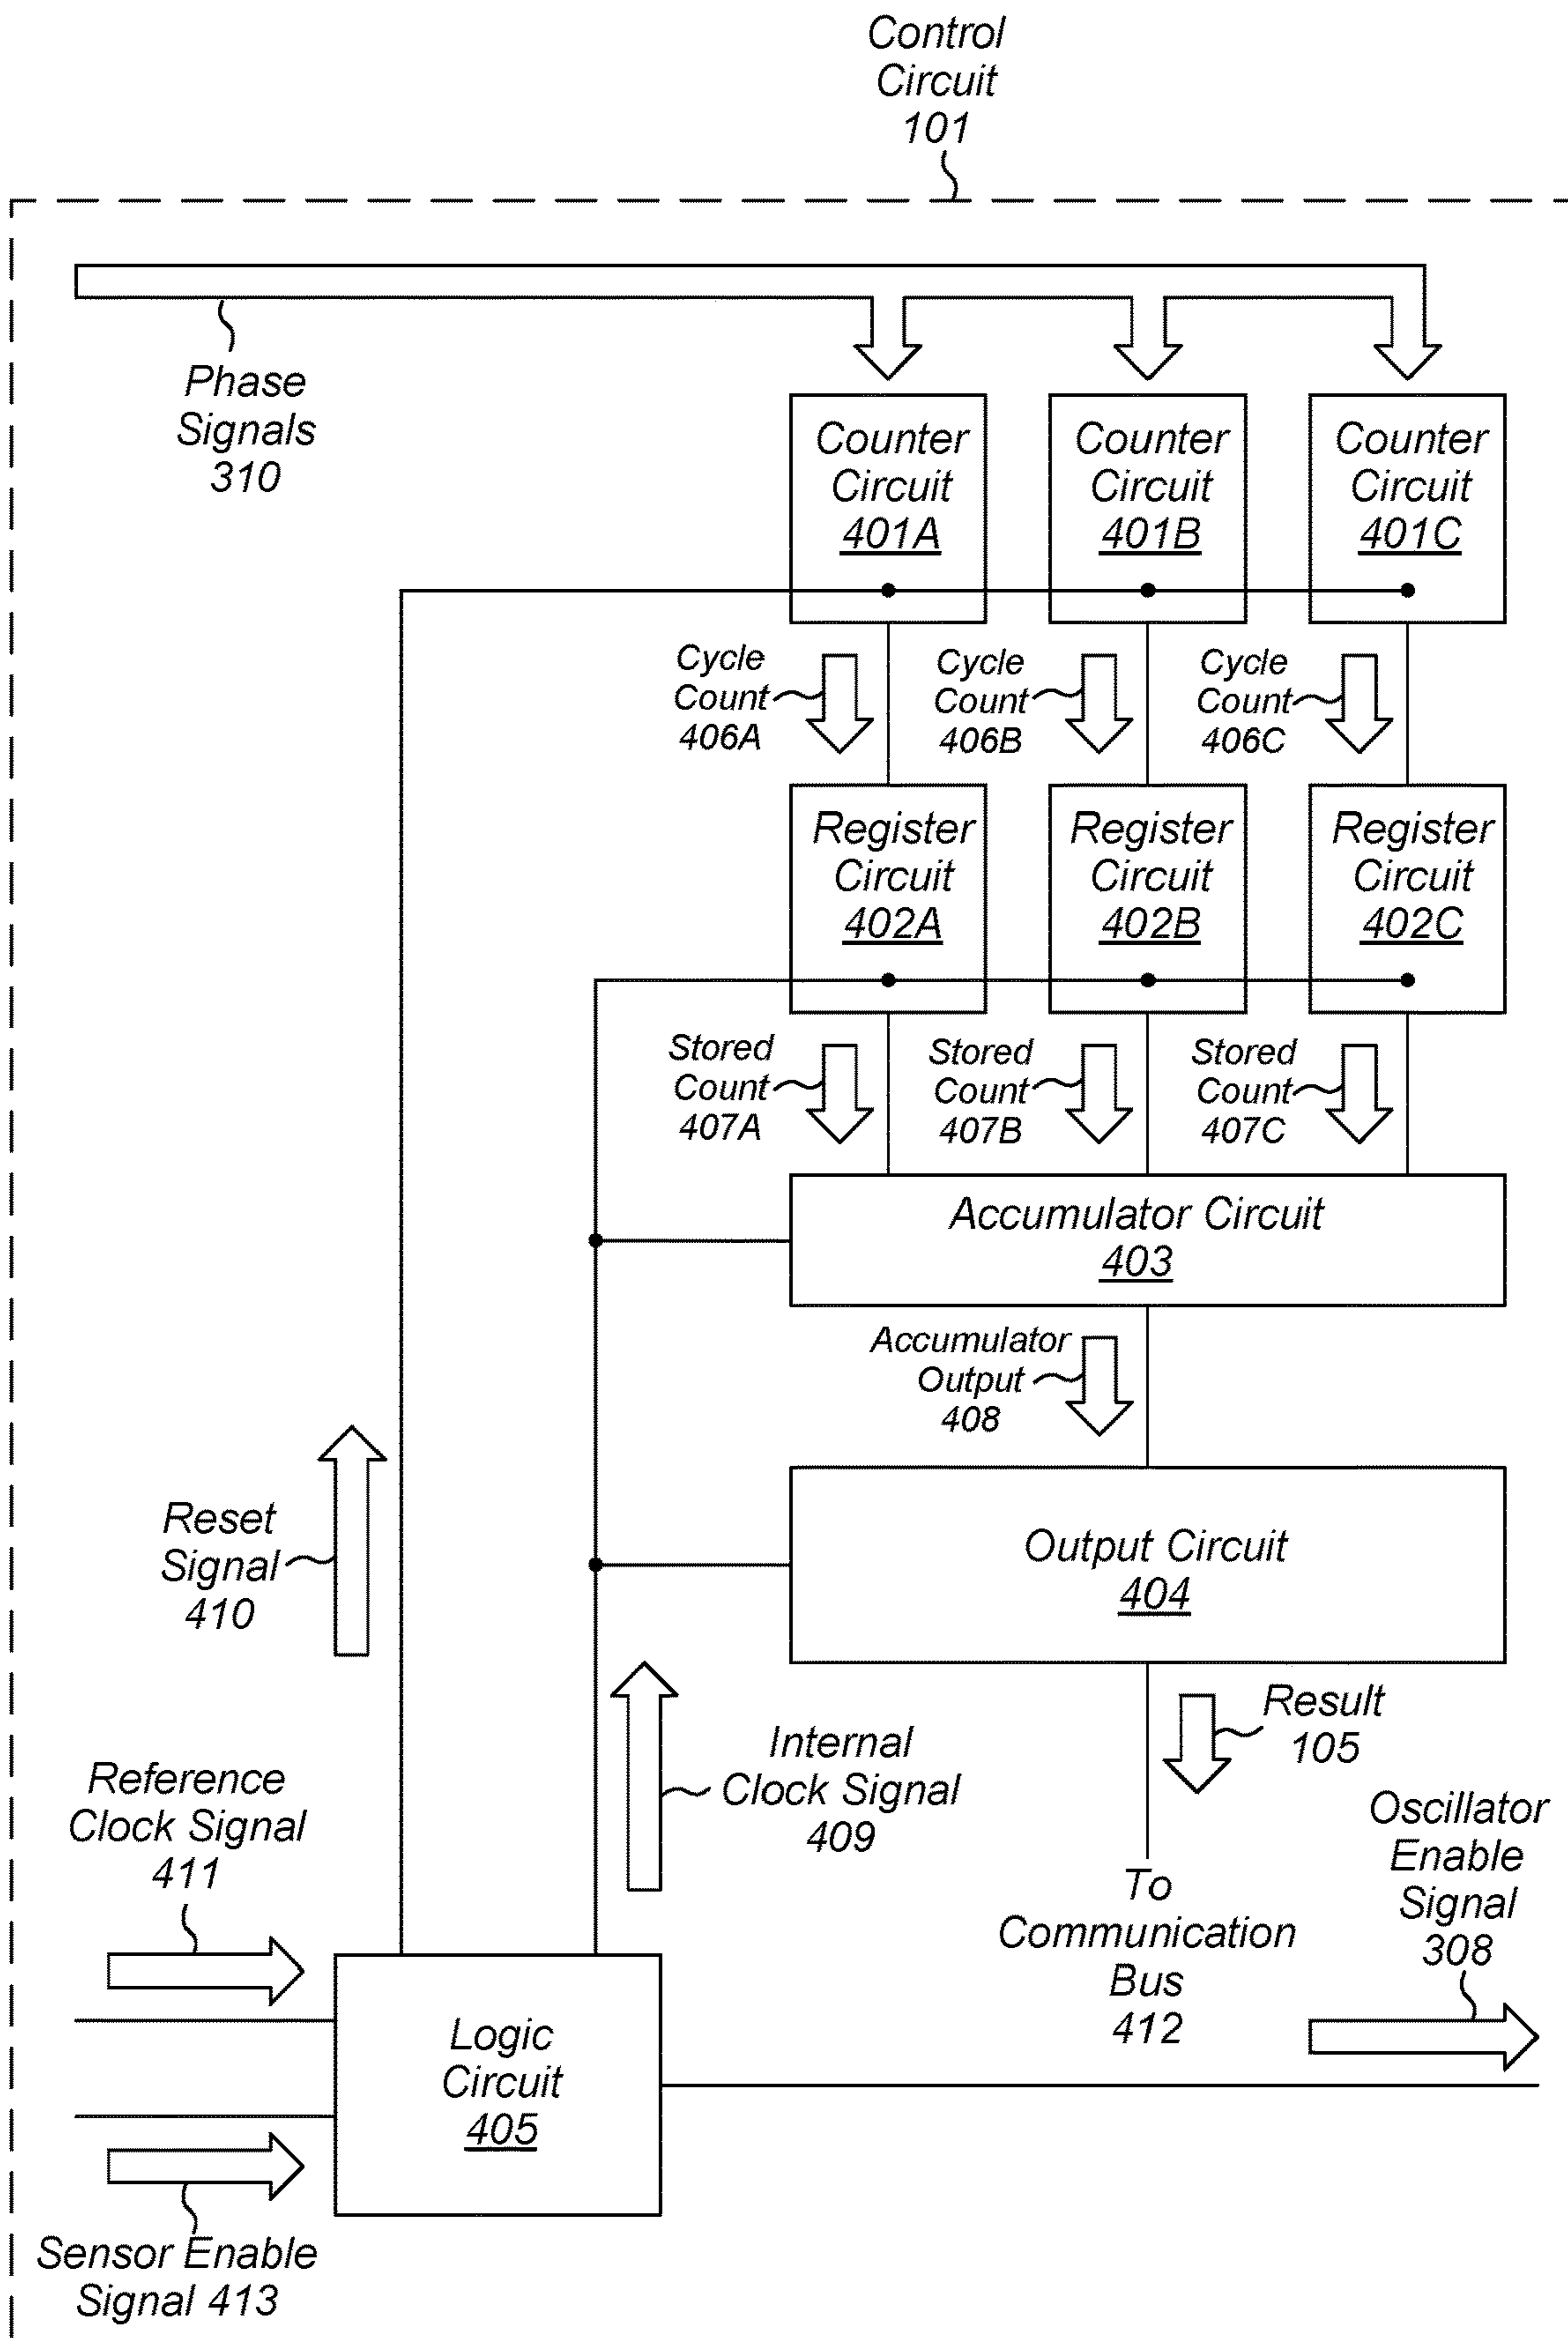 Control
Circuit
101
Phase
Signals
310
Counter
Circuit
401A
Counter
Circuit
401B
Counter
Circuit
401C
Cycle
Count
406A
Cycle
Count
406B
Cycle
Count
406C
Register
Circuit
402A
Register
Circuit
402B
Register
Circuit
402C
Stored
Count
407A
Stored
Count
407B
Stored
Count
407C
Accumulator Circuit
403
Accumulator
Output
408
Reset
Signal
410
Output Circuit
404
Result
105
Internal
Clock Signal
409
Reference
Clock Signal
411
Oscillator
Enable
Signal
308
To
Communication
Bus
412
Logic
Circuit
405
Sensor Enable
Signal 413